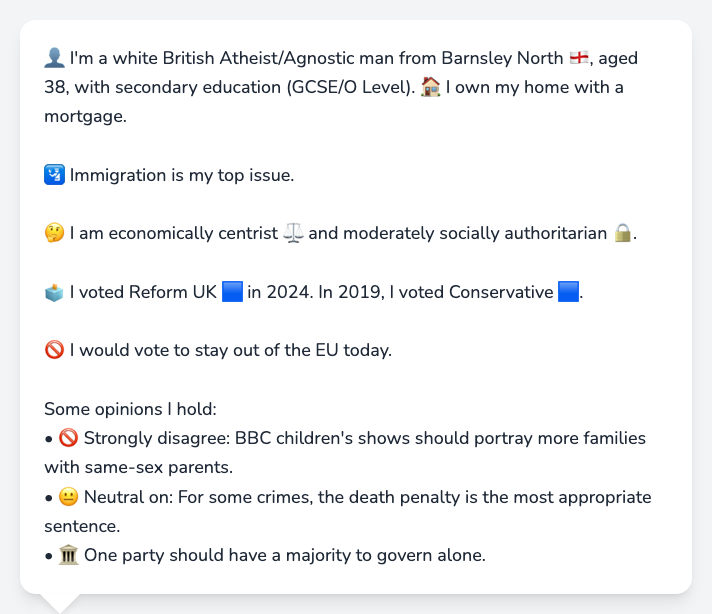 👤 I'm a white British Atheist/Agnostic man from Barnsley North 🏴󠁧󠁢󠁥󠁮󠁧󠁿, aged
38, with secondary education (GCSE/O Level). 🏠 I own my home with a
mortgage.
🛂 Immigration is my top issue.
🤔 I am economically centrist ⚖️ and moderately socially authoritarian 🔒.
🗳️ I voted Reform UK 🟦 in 2024. In 2019, I voted Conservative 🟦.
🚫 I would vote to stay out of the EU today.
Some opinions I hold:
• 🚫 Strongly disagree: BBC children's shows should portray more families
with same-sex parents.
• 😐 Neutral on: For some crimes, the death penalty is the most appropriate
sentence.
• 🏛️ One party should have a majority to govern alone.